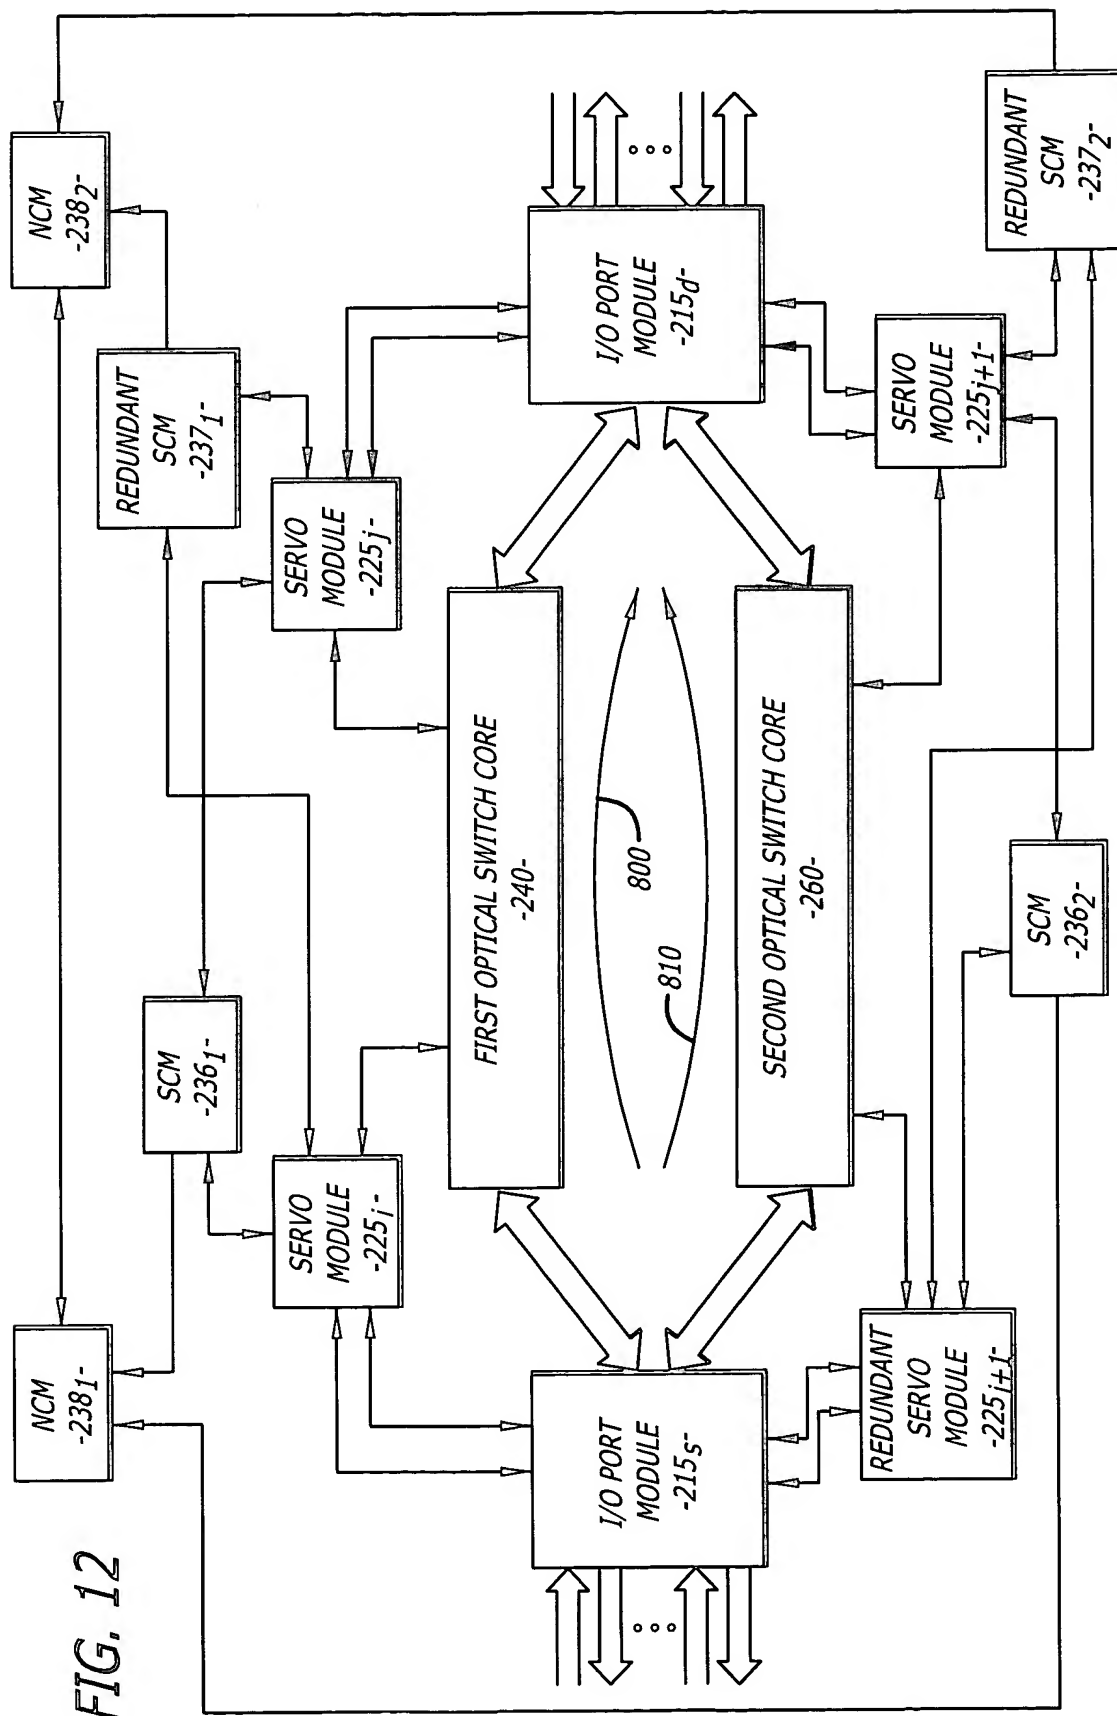 FIG. 12
NCM
-238₁-
NCM
-238₂-
SCM
-236₁-
REDUNDANT
SCM
-237₁-
SERVO
MODULE
-225ᵢ-
SERVO
MODULE
-225ⱼ-
I/O PORT
MODULE
-215ₛ-
FIRST OPTICAL SWITCH CORE
-240-
800
810
SECOND OPTICAL SWITCH CORE
-260-
I/O PORT
MODULE
-215d-
REDUNDANT
SERVO
MODULE
-225ᵢ₊₁-
SERVO
MODULE
-225ⱼ₊₁-
SCM
-236₂-
REDUNDANT
SCM
-237₂-